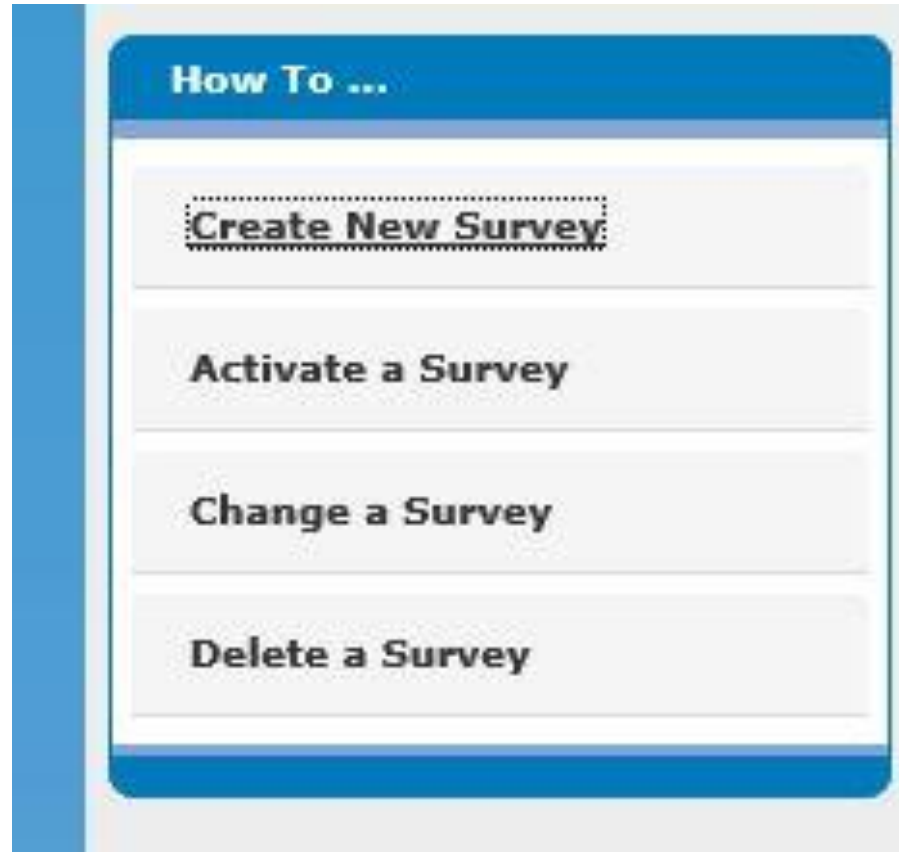 How To ...
Create New Survey
Activate a Survey
Change a Survey
Delete a Survey